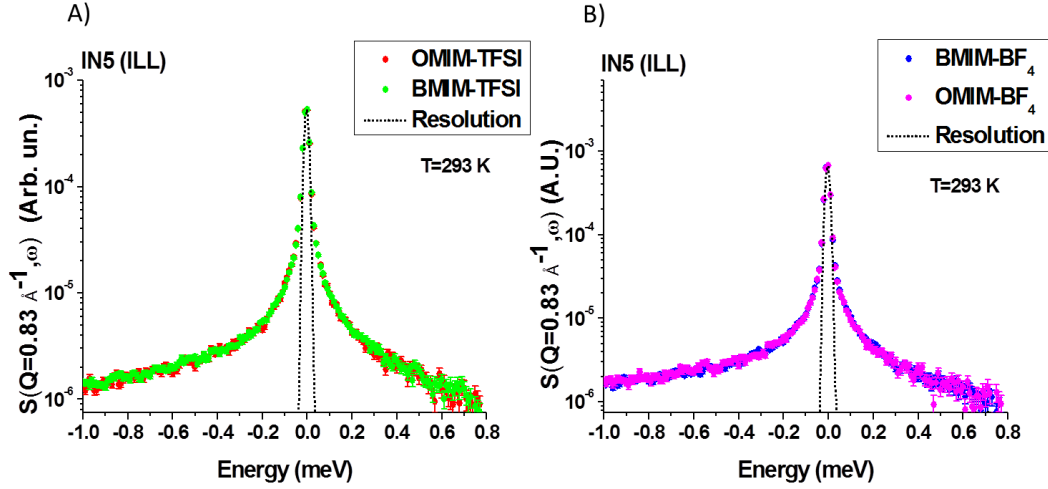 A)
IN5 (ILL)
OMIM-TFSI
BMIM-TFSI
Resolution
T=293 K
S(Q=0.83 Å⁻¹,ω) (Arb. un.)
10⁻³
10⁻⁴
10⁻⁵
10⁻⁶
-1.0 -0.8 -0.6 -0.4 -0.2 0.0 0.2 0.4 0.6 0.8
Energy (meV)
B)
IN5 (ILL)
BMIM-BF₄
OMIM-BF₄
Resolution
T=293 K
S(Q=0.83 Å⁻¹,ω) (A.U.)
10⁻³
10⁻⁴
10⁻⁵
10⁻⁶
-1.0 -0.8 -0.6 -0.4 -0.2 0.0 0.2 0.4 0.6 0.8
Energy (meV)